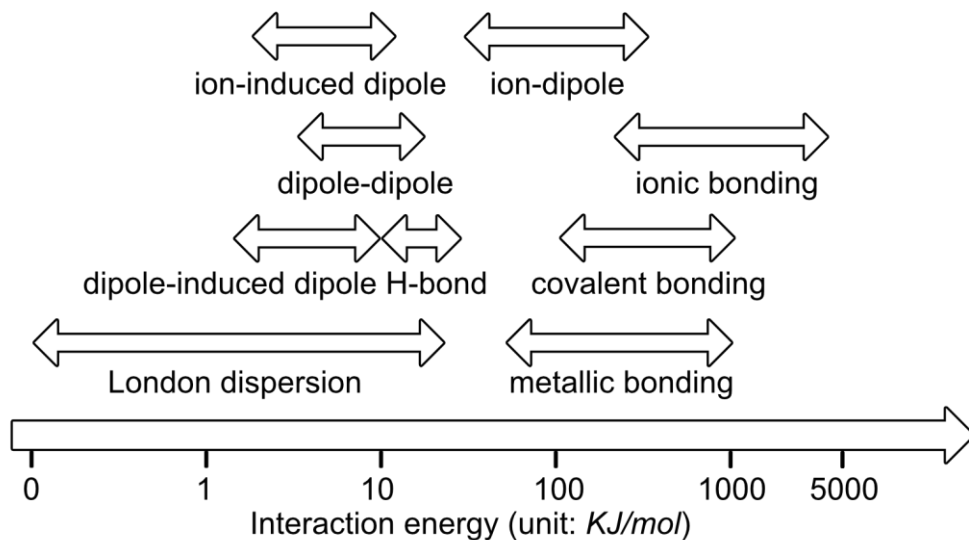 ion-induced dipole ion-dipole
dipole-dipole ionic bonding
dipole-induced dipole H-bond covalent bonding
London dispersion metallic bonding
0 1 10 100 1000 5000
Interaction energy (unit: KJ/mol)